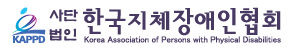 사단
법인 한국지체장애인협회
KAPPD Korea Association of Persons with Physical Disabilities